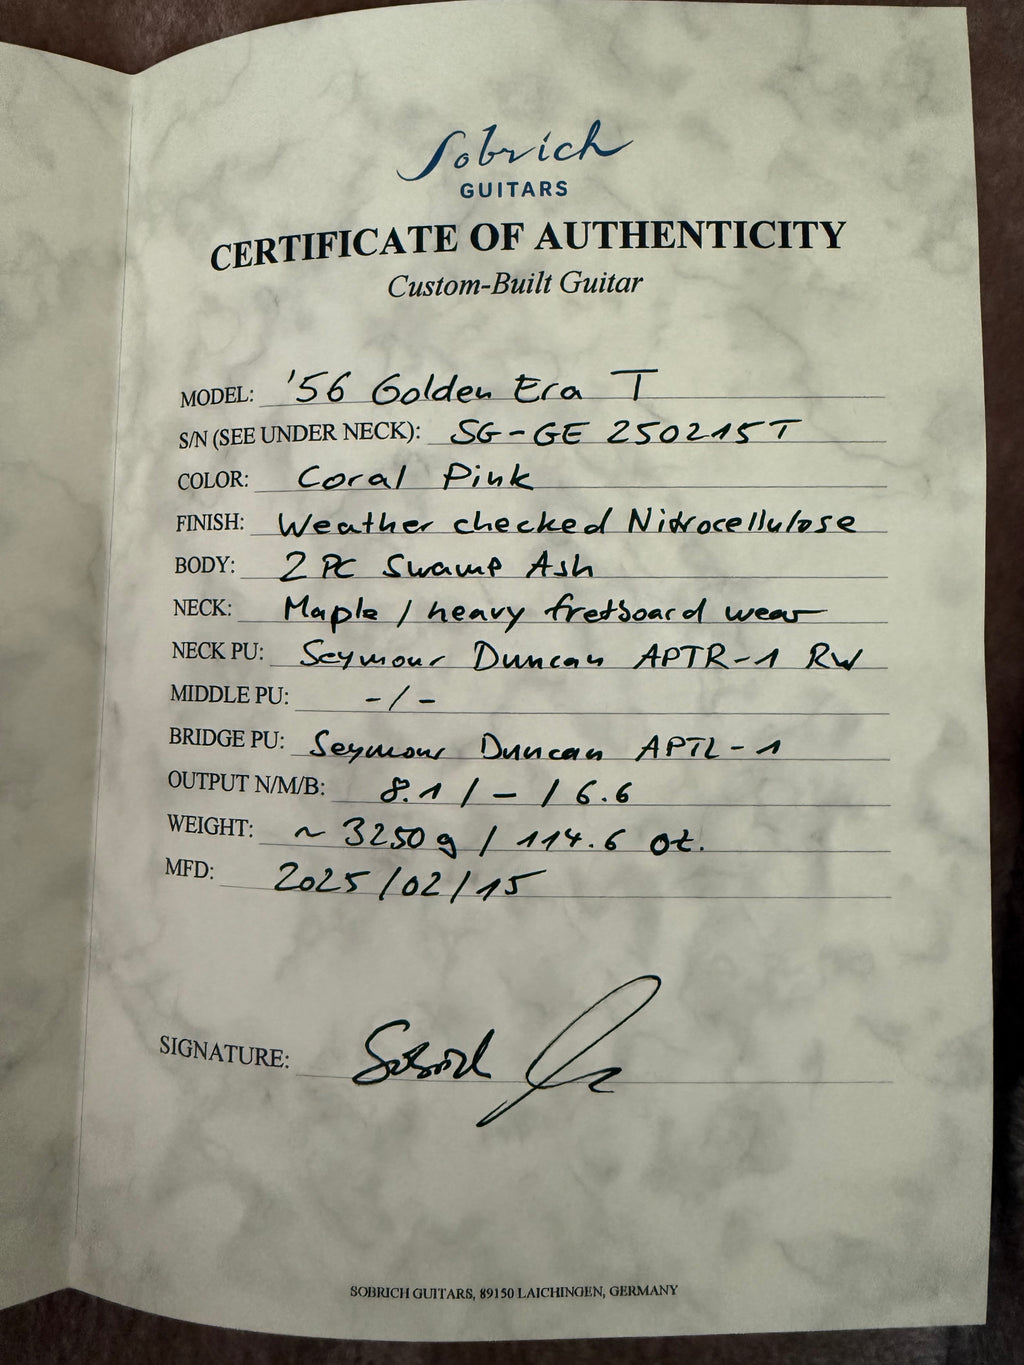 Sobrich
GUITARS
CERTIFICATE OF AUTHENTICITY
Custom-Built Guitar
MODEL: '56 Golden Era T
S/N (SEE UNDER NECK): SG-GE 250215T
COLOR: Coral Pink
FINISH: Weather checked Nitrocellulose
BODY: 2 PC Swamp Ash
NECK: Maple / heavy fretboard wear
NECK PU: Seymour Duncan APTR-1 RW
MIDDLE PU: -/-
BRIDGE PU: Seymour Duncan APTL-1
OUTPUT N/M/B: 8.1 / - / 6.6
WEIGHT: ~ 3250 g / 114.6 oz.
MFD: 2025/02/15
SIGNATURE: Sobrich
SOBRICH GUITARS, 89150 LAICHINGEN, GERMANY